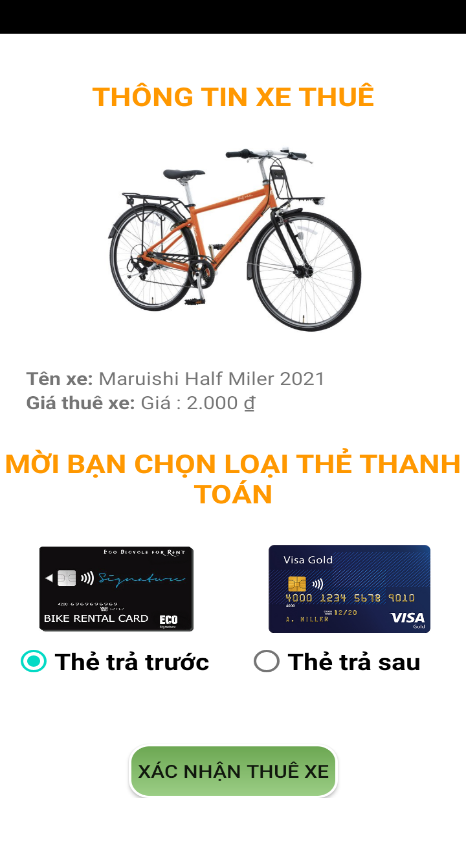 THÔNG TIN XE THUÊ
Tên xe: Maruishi Half Miler 2021
Giá thuê xe: Giá : 2.000 ₫
MỜI BẠN CHỌN LOẠI THẺ THANH
TOÁN
Eco Bicycle for Rent
Signature
BIKE RENTAL CARD ECO
Visa Gold
4000 1234 5678 9010
4000
12/20
A. MILLER
VISA
Gold
Thẻ trả trước
Thẻ trả sau
XÁC NHẬN THUÊ XE